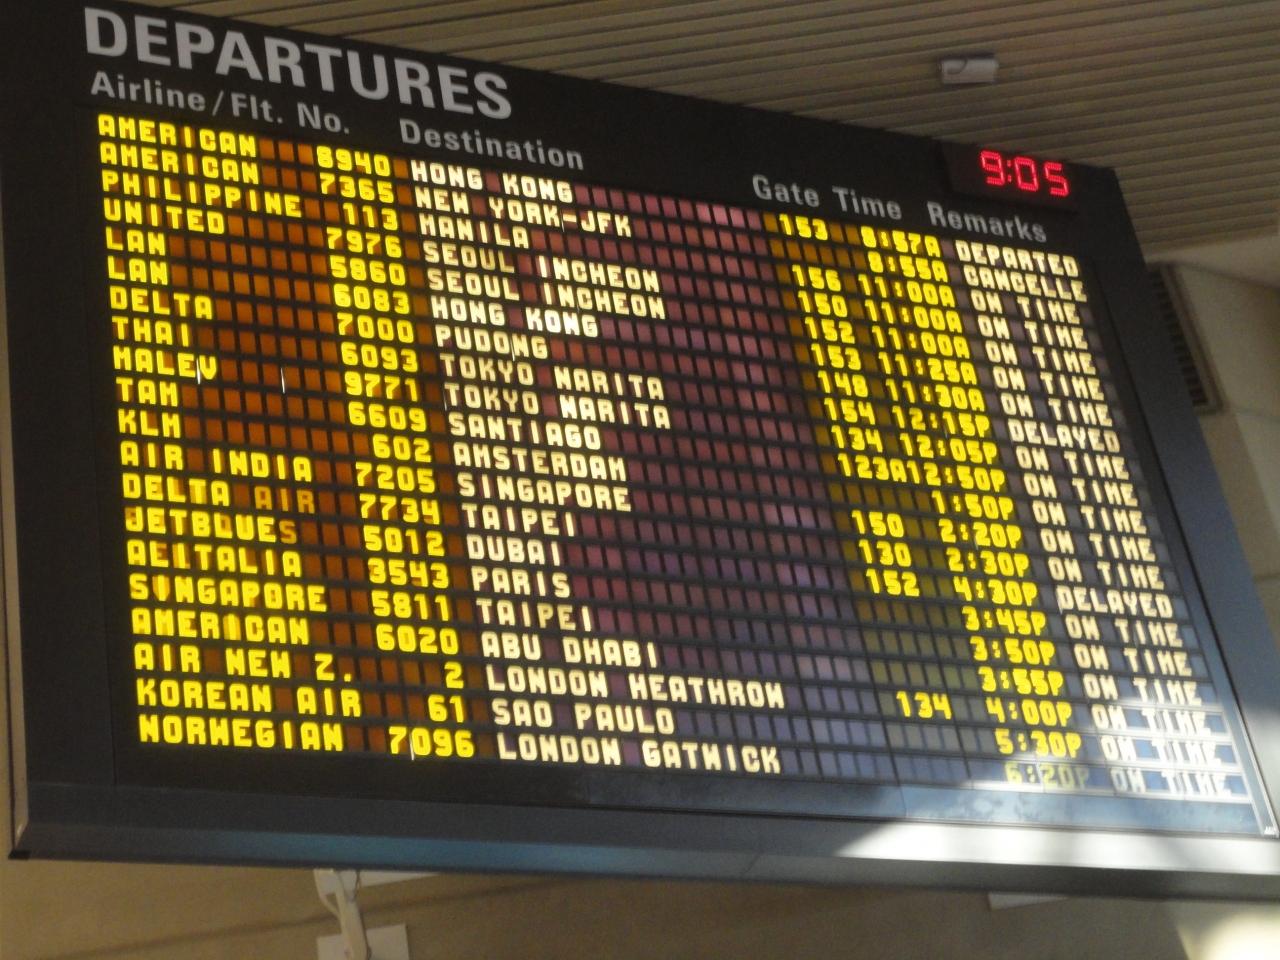 DEPARTURES
9:05
Airline/Flt. No. Destination Gate Time Remarks
AMERICAN 8940 HONG KONG 153 8:57A DEPARTED
AMERICAN 7365 NEW YORK-JFK 8:55A CANCELLE
PHILIPPINE 113 MANILA 156 11:00A ON TIME
UNITED 7976 SEOUL INCHEON 150 11:00A ON TIME
LAN 5860 SEOUL INCHEON 152 11:00A ON TIME
LAN 6083 HONG KONG 153 11:25A ON TIME
DELTA 7000 PUDONG 148 11:30A ON TIME
THAI 6093 TOKYO NARITA 154 12:15P DELAYED
MALEV 9771 TOKYO NARITA 134 12:05P ON TIME
TAM 6609 SANTIAGO 123A12:50P ON TIME
KLM 602 AMSTERDAM 1:50P ON TIME
AIR INDIA 7205 SINGAPORE 150 2:20P ON TIME
DELTA AIR 7734 TAIPEI 130 2:30P ON TIME
JETBLUES 5012 DUBAI 152 4:30P DELAYED
AEITALIA 3543 PARIS 3:45P ON TIME
SINGAPORE 5811 TAIPEI 3:50P ON TIME
AMERICAN 6020 ABU DHABI 3:55P ON TIME
AIR NEW Z. 2 LONDON HEATHROW 134 4:00P ON TIME
KOREAN AIR 61 SAO PAULO 5:30P ON TIME
NORWEGIAN 7096 LONDON GATWICK 6:20P ON TIME